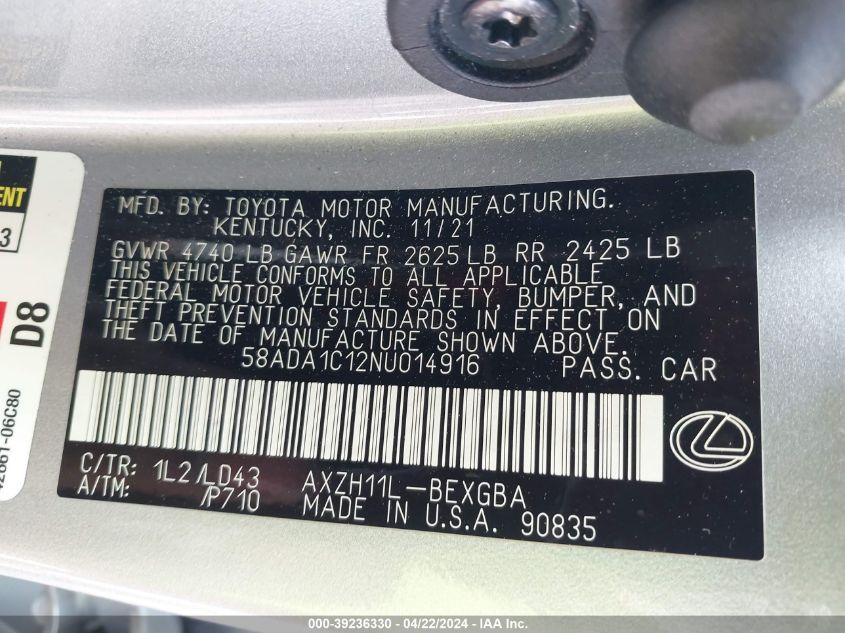 MFD. BY: TOYOTA MOTOR MANUFACTURING.
KENTUCKY, INC. 11/21
GVWR 4740 LB GAWR FR 2625 LB RR 2425 LB
THIS VEHICLE CONFORMS TO ALL APPLICABLE
FEDERAL MOTOR VEHICLE SAFETY, BUMPER, AND
THEFT PREVENTION STANDARDS IN EFFECT ON
THE DATE OF MANUFACTURE SHOWN ABOVE.
58ADA1C12NU014916 PASS. CAR
C/TR: 1L2/LD43 AXZH11L-BEXGBA
A/TM: /P710 MADE IN U.S.A. 90835
3
D8
06C80
000-39236330 - 04/22/2024 - IAA Inc.